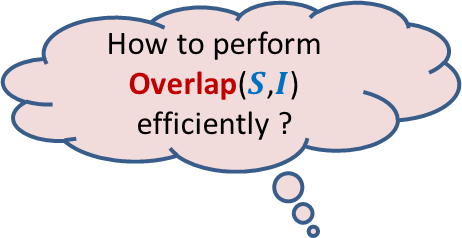 How to perform
Overlap(S,I)
efficiently ?